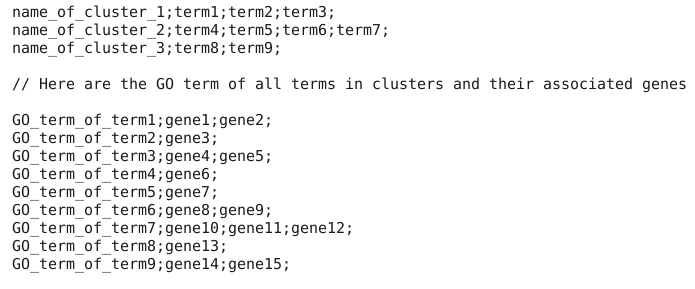 name_of_cluster_1;term1;term2;term3;
name_of_cluster_2;term4;term5;term6;term7;
name_of_cluster_3;term8;term9;
// Here are the GO term of all terms in clusters and their associated genes
GO_term_of_term1;gene1;gene2;
GO_term_of_term2;gene3;
GO_term_of_term3;gene4;gene5;
GO_term_of_term4;gene6;
GO_term_of_term5;gene7;
GO_term_of_term6;gene8;gene9;
GO_term_of_term7;gene10;gene11;gene12;
GO_term_of_term8;gene13;
GO_term_of_term9;gene14;gene15;